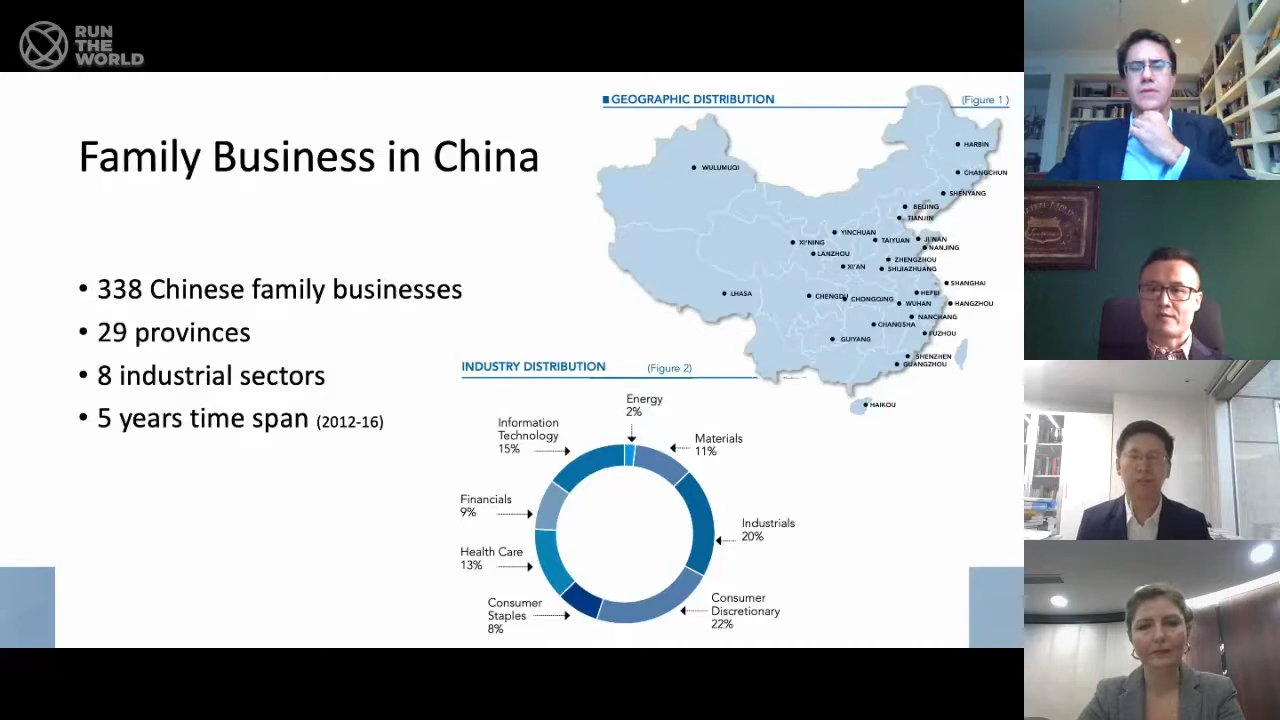 RUN
THE
WORLD
Family Business in China
• 338 Chinese family businesses
• 29 provinces
• 8 industrial sectors
• 5 years time span (2012-16)
GEOGRAPHIC DISTRIBUTION (Figure 1 )
HARBIN
WULUMUQI
CHANGCHUN
SHENYANG
BEIJING
TIANJIN
YINCHUAN
XI'NING
TAIYUAN
JI'NAN
NANJING
LANZHOU
ZHENGZHOU
XI'AN
SHIJIAZHUANG
SHANGHAI
LHASA
CHENGDU
CHONGQING
HEFEI
WUHAN
HANGZHOU
NANCHANG
CHANGSHA
FUZHOU
GUIYANG
SHENZHEN
GUANGZHOU
HAIKOU
INDUSTRY DISTRIBUTION (Figure 2)
Energy
2%
Information
Technology
15%
Materials
11%
Financials
9%
Industrials
20%
Health Care
13%
Consumer
Staples
8%
Consumer
Discretionary
22%